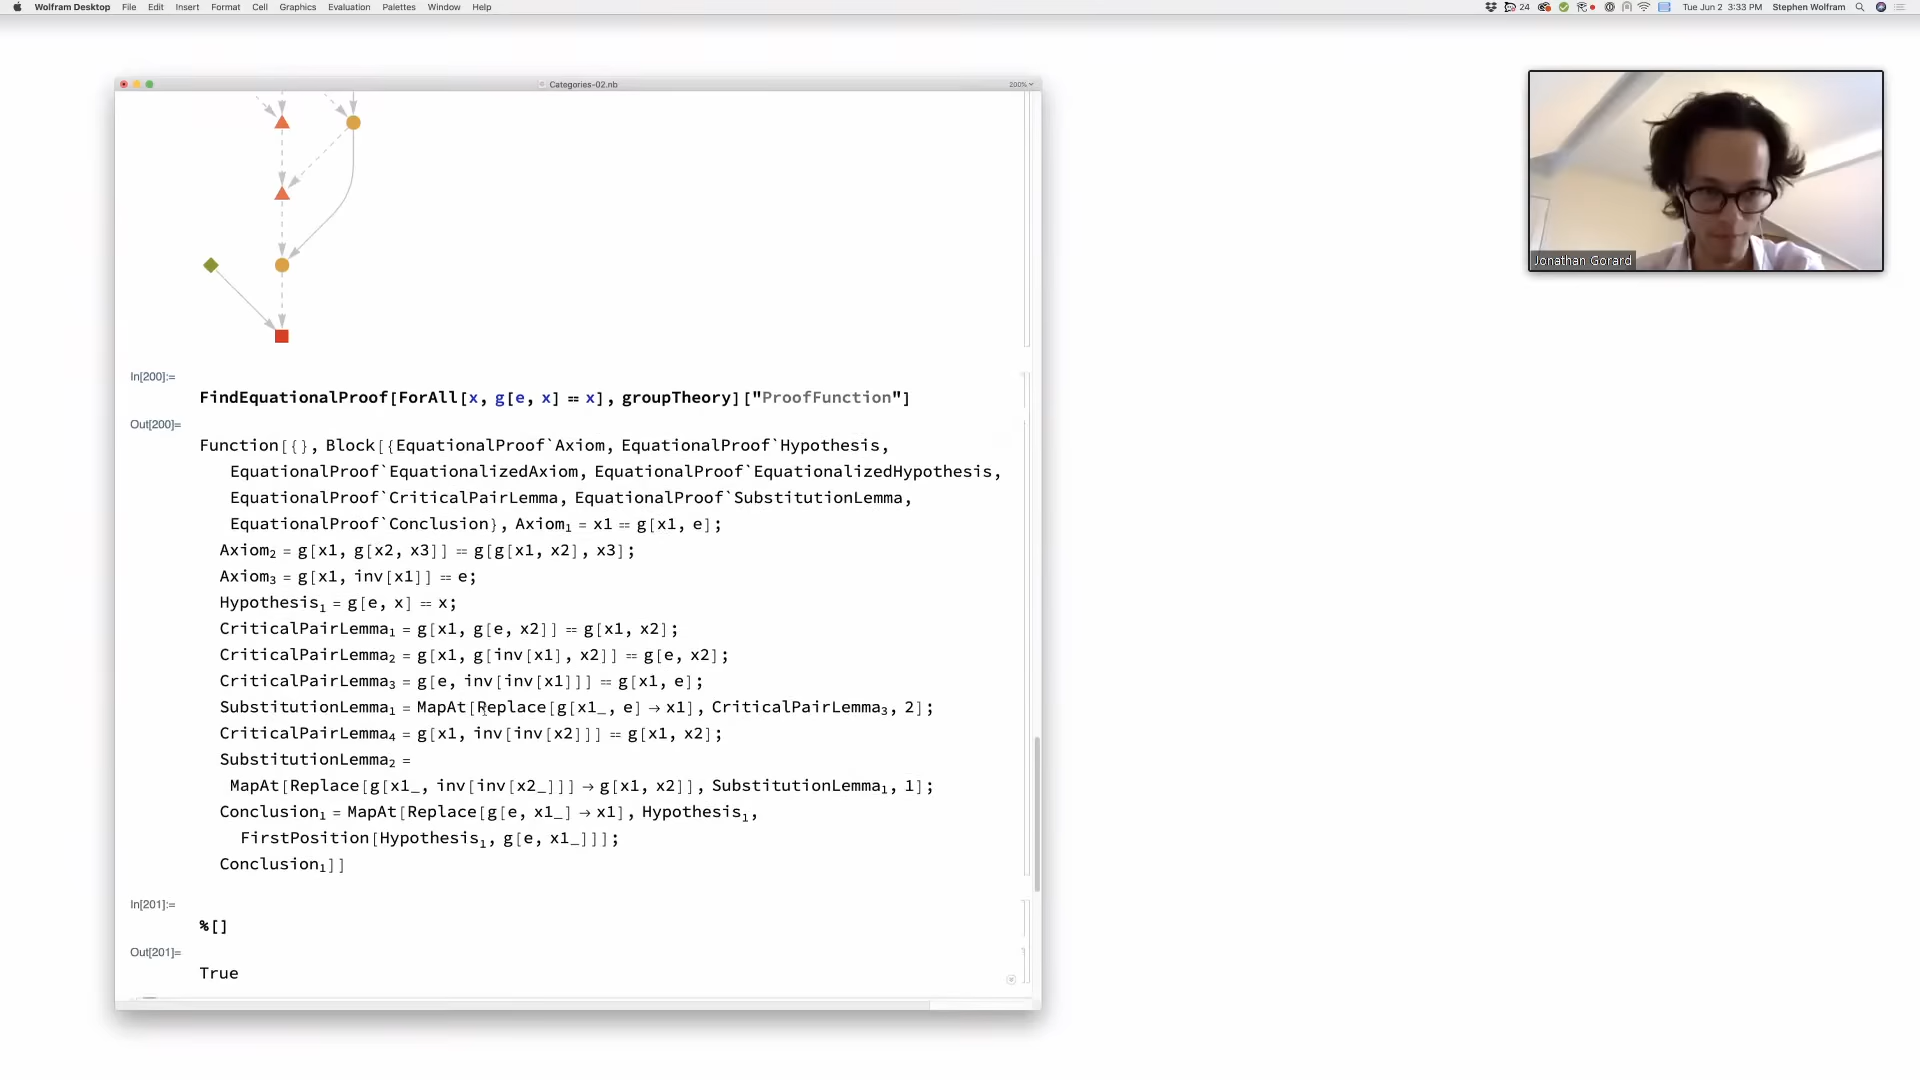 Wolfram Desktop File Edit Insert Format Cell Graphics Evaluation Palettes Window Help
24 Tue Jun 2 3:33 PM Stephen Wolfram
Categories-02.nb 200%
Jonathan Gorard
In[200]:=
FindEquationalProof[ForAll[x, g[e, x] == x], groupTheory]["ProofFunction"]
Out[200]=
Function[{}, Block[{EquationalProof`Axiom, EquationalProof`Hypothesis,
EquationalProof`EquationalizedAxiom, EquationalProof`EquationalizedHypothesis,
EquationalProof`CriticalPairLemma, EquationalProof`SubstitutionLemma,
EquationalProof`Conclusion}, Axiom₁ = x1 == g[x1, e];
Axiom₂ = g[x1, g[x2, x3]] == g[g[x1, x2], x3];
Axiom₃ = g[x1, inv[x1]] == e;
Hypothesis₁ = g[e, x] == x;
CriticalPairLemma₁ = g[x1, g[e, x2]] == g[x1, x2];
CriticalPairLemma₂ = g[x1, g[inv[x1], x2]] == g[e, x2];
CriticalPairLemma₃ = g[e, inv[inv[x1]]] == g[x1, e];
SubstitutionLemma₁ = MapAt[Replace[g[x1_, e] → x1], CriticalPairLemma₃, 2];
CriticalPairLemma₄ = g[x1, inv[inv[x2]]] == g[x1, x2];
SubstitutionLemma₂ =
MapAt[Replace[g[x1_, inv[inv[x2_]]] → g[x1, x2]], SubstitutionLemma₁, 1];
Conclusion₁ = MapAt[Replace[g[e, x1_] → x1], Hypothesis₁,
FirstPosition[Hypothesis₁, g[e, x1_]]];
Conclusion₁]]
In[201]:=
%[]
Out[201]=
True